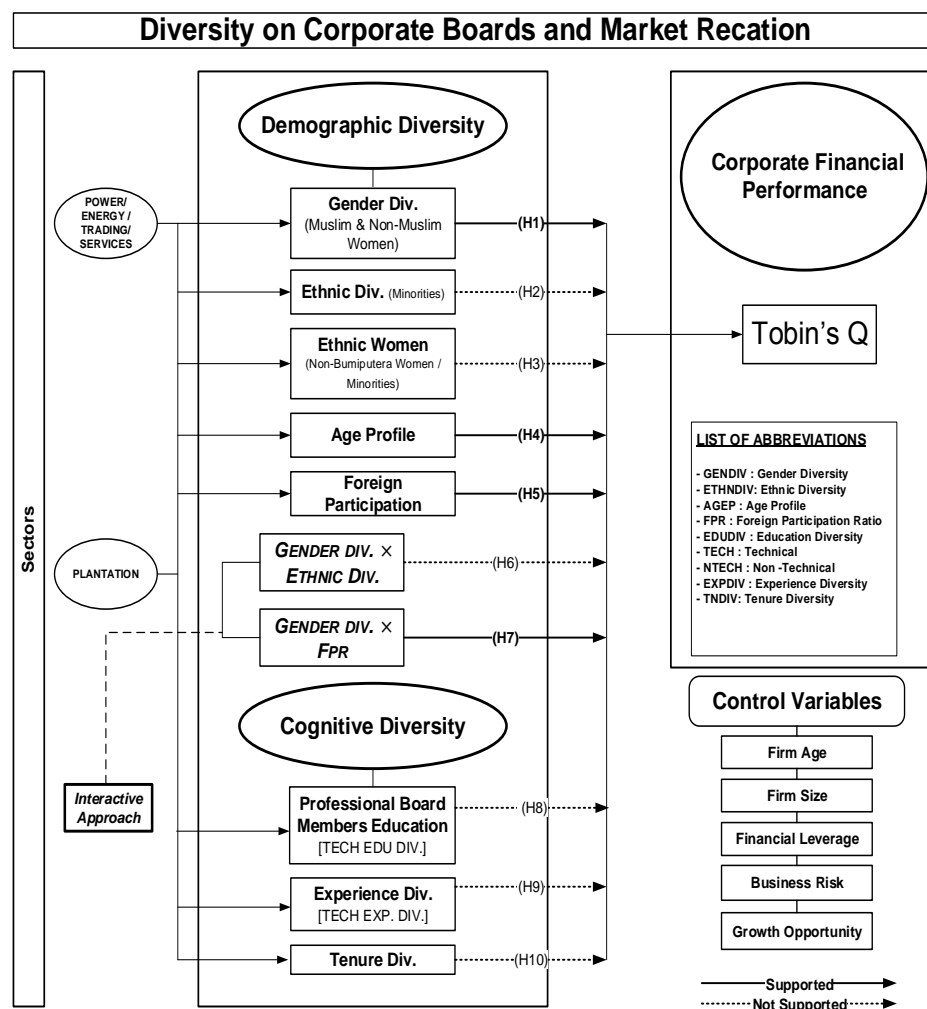 Diversity on Corporate Boards and Market Recation
Sectors
POWER/
ENERGY /
TRADING/
SERVICES
PLANTATION
Interactive
Approach
Demographic Diversity
Gender Div.
(Muslim & Non-Muslim
Women)
(H1)
Ethnic Div. (Minorities)
(H2)
Ethnic Women
(Non-Bumiputera Women /
Minorities)
(H3)
Age Profile
(H4)
Foreign
Participation
(H5)
GENDER DIV. ×
ETHNIC DIV.
(H6)
GENDER DIV. ×
FPR
(H7)
Cognitive Diversity
Professional Board
Members Education
[TECH EDU DIV.]
(H8)
Experience Div.
[TECH EXP. DIV.]
(H9)
Tenure Div.
(H10)
Corporate Financial
Performance
Tobin's Q
LIST OF ABBREVIATIONS
- GENDIV : Gender Diversity
- ETHNDIV: Ethnic Diversity
- AGEP : Age Profile
- FPR : Foreign Participation Ratio
- EDUDIV : Education Diversity
- TECH : Technical
- NTECH : Non -Technical
- EXPDIV : Experience Diversity
- TNDIV: Tenure Diversity
Control Variables
Firm Age
Firm Size
Financial Leverage
Business Risk
Growth Opportunity
Supported
Not Supported